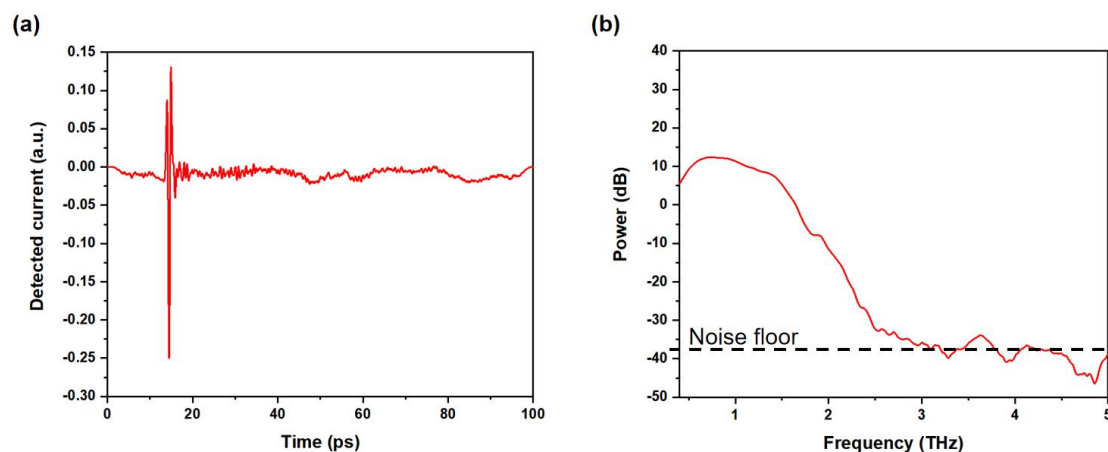 (a)
0.15
0.10
0.05
0.00
-0.05
-0.10
-0.15
-0.20
-0.25
-0.30
Detected current (a.u.)
0 20 40 60 80 100
Time (ps)
(b)
40
30
20
10
0
-10
-20
-30
-40
-50
Power (dB)
Noise floor
1 2 3 4 5
Frequency (THz)